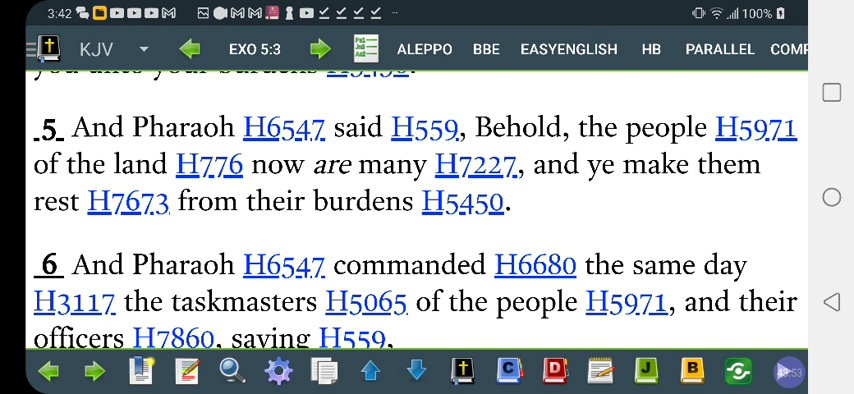 3:42 100%
KJV EXO 5:3 ALEPPO BBE EASYENGLISH HB PARALLEL
5 And Pharaoh H6547 said H559, Behold, the people H5971
of the land H776 now are many H7227, and ye make them
rest H7673 from their burdens H5450.
6 And Pharaoh H6547 commanded H6680 the same day
H3117 the taskmasters H5065 of the people H5971, and their
officers H7860, saying H559,
C D J B